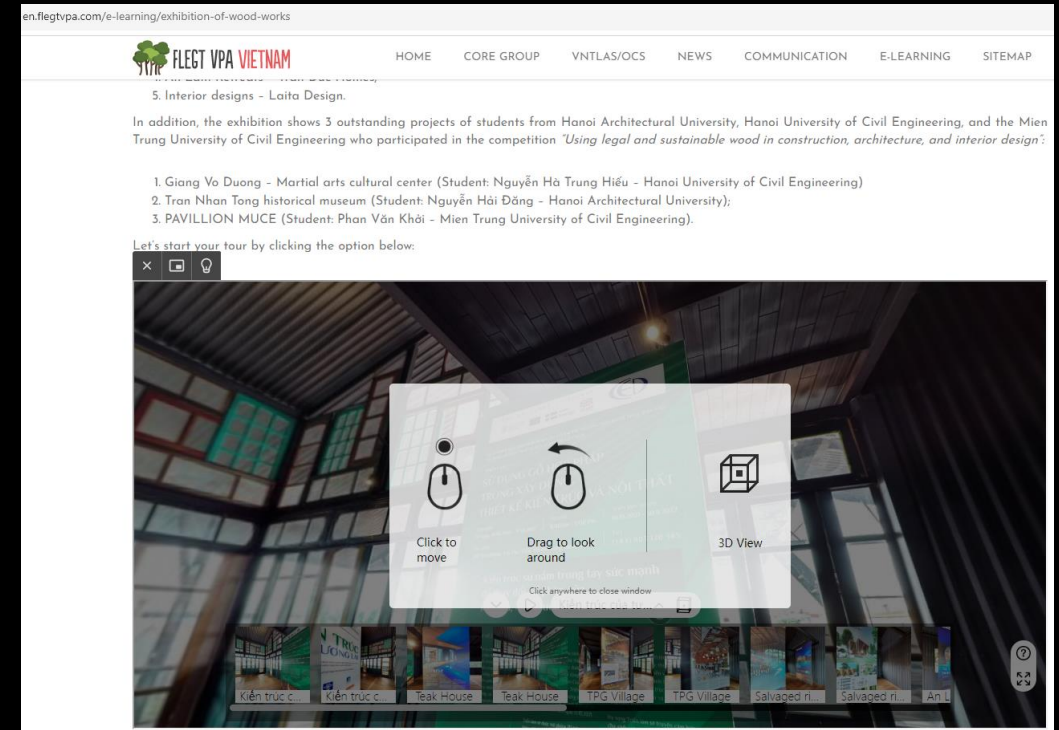 en.flegtvpa.com/e-learning/exhibition-of-wood-works
FLEGT VPA VIETNAM
HOME CORE GROUP VNTLAS/OCS NEWS COMMUNICATION E-LEARNING SITEMAP
5. Interior designs – Laita Design.
In addition, the exhibition shows 3 outstanding projects of students from Hanoi Architectural University, Hanoi University of Civil Engineering, and the Mien
Trung University of Civil Engineering who participated in the competition “Using legal and sustainable wood in construction, architecture, and interior design”:
1. Giang Vo Duong – Martial arts cultural center (Student: Nguyễn Hà Trung Hiếu – Hanoi University of Civil Engineering)
2. Tran Nhan Tong historical museum (Student: Nguyễn Hải Đăng – Hanoi Architectural University);
3. PAVILLION MUCE (Student: Phan Văn Khởi – Mien Trung University of Civil Engineering).
Let’s start your tour by clicking the option below:
Click to
move
Drag to look
around
3D View
Click anywhere to close window
Kiến trúc của tư...
Kiến trúc c...
Kiến trúc c...
Teak House
Teak House
TPG Village
TPG Village
Salvaged ri...
Salvaged ri...
An L